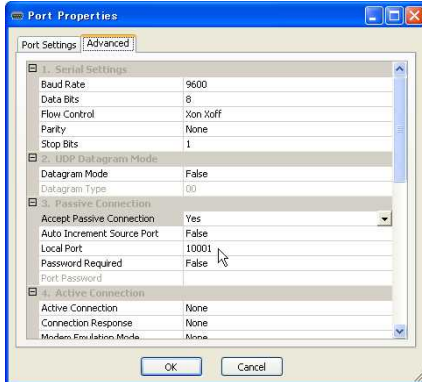 Port Properties
Port Settings Advanced
1. Serial Settings
Baud Rate 9600
Data Bits 8
Flow Control Xon Xoff
Parity None
Stop Bits 1
2. UDP Datagram Mode
Datagram Mode False
Datagram Type 00
3. Passive Connection
Accept Passive Connection Yes
Auto Increment Source Port False
Local Port 10001
Password Required False
Port Password
4. Active Connection
Active Connection None
Connection Response None
Modem Emulation Mode None
OK Cancel